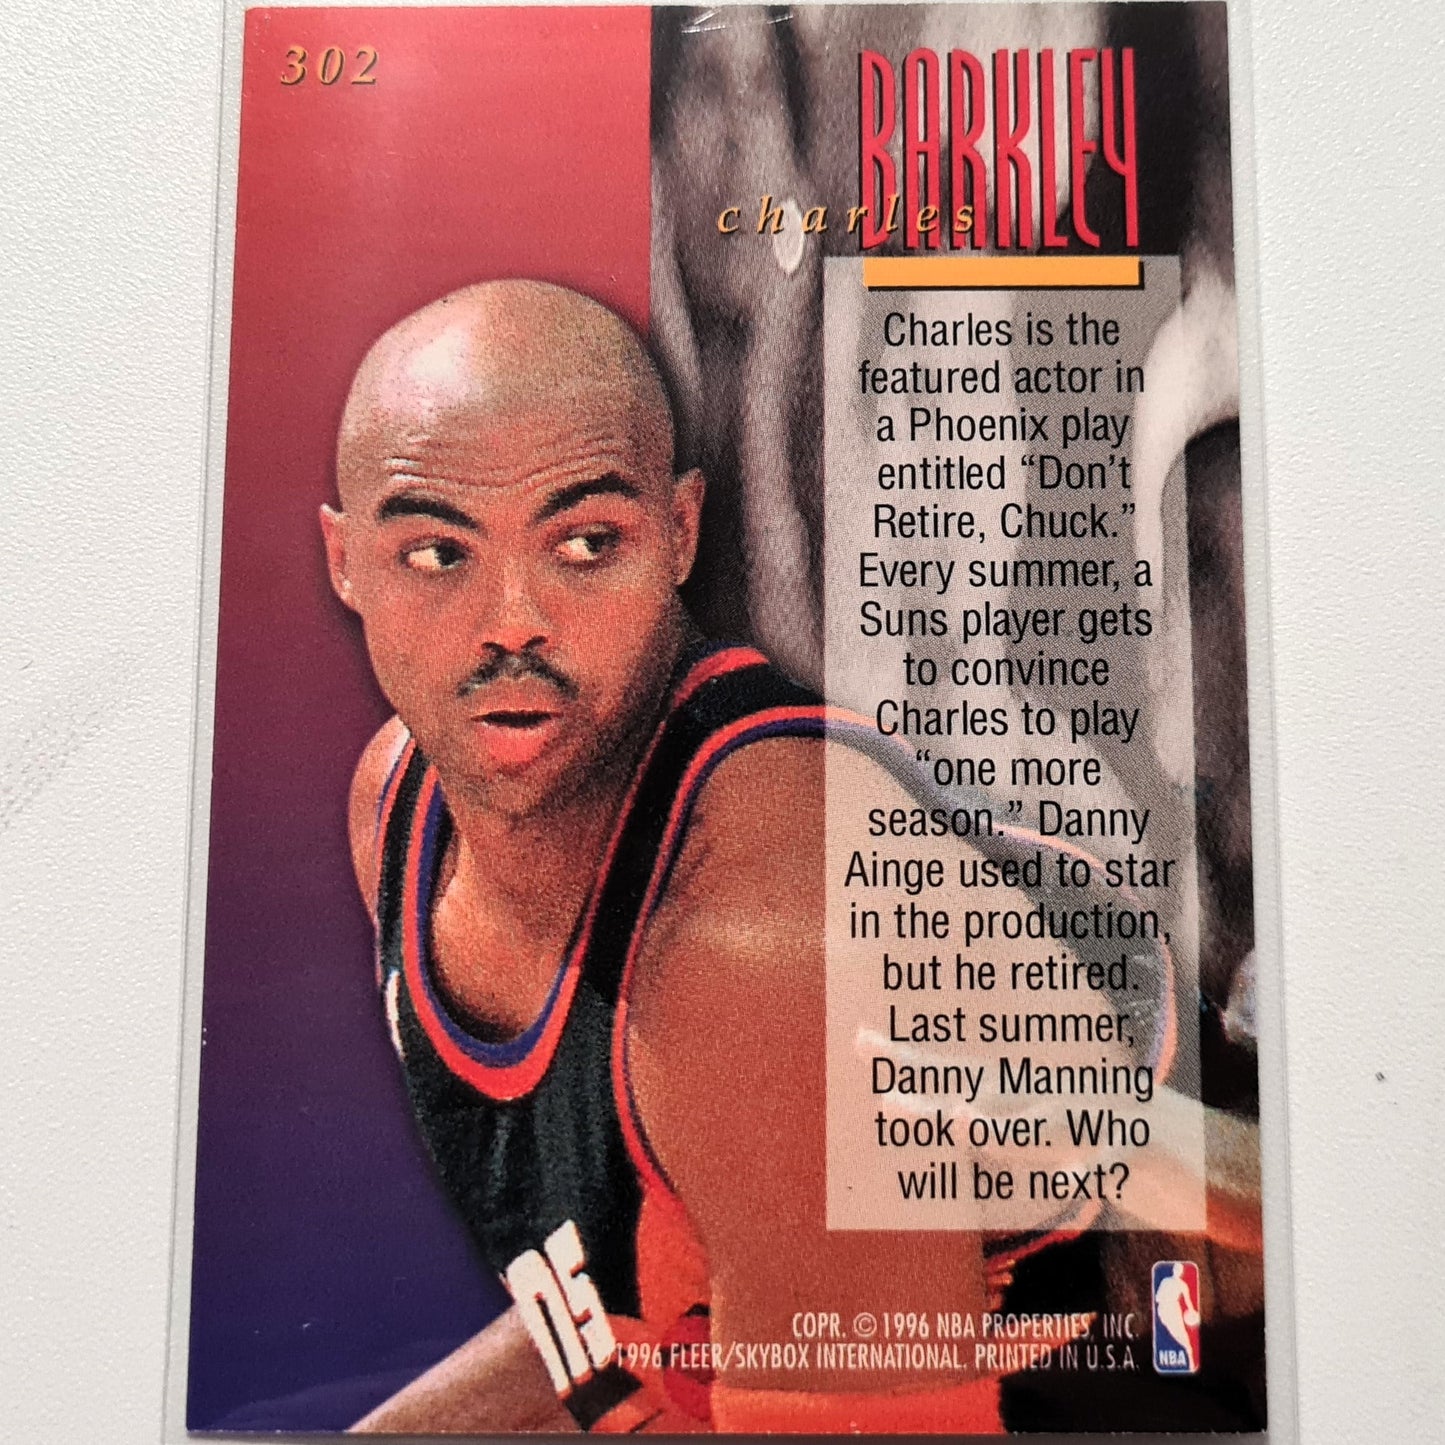 302
BARKLEY
charles
Charles is the
featured actor in
a Phoenix play
entitled “Don’t
Retire, Chuck.”
Every summer, a
Suns player gets
to convince
Charles to play
“one more
season.” Danny
Ainge used to star
in the production,
but he retired.
Last summer,
Danny Manning
took over. Who
will be next?
NS
COPR. © 1996 NBA PROPERTIES, INC.
1996 FLEER/SKYBOX INTERNATIONAL. PRINTED IN U.S.A.
NBA